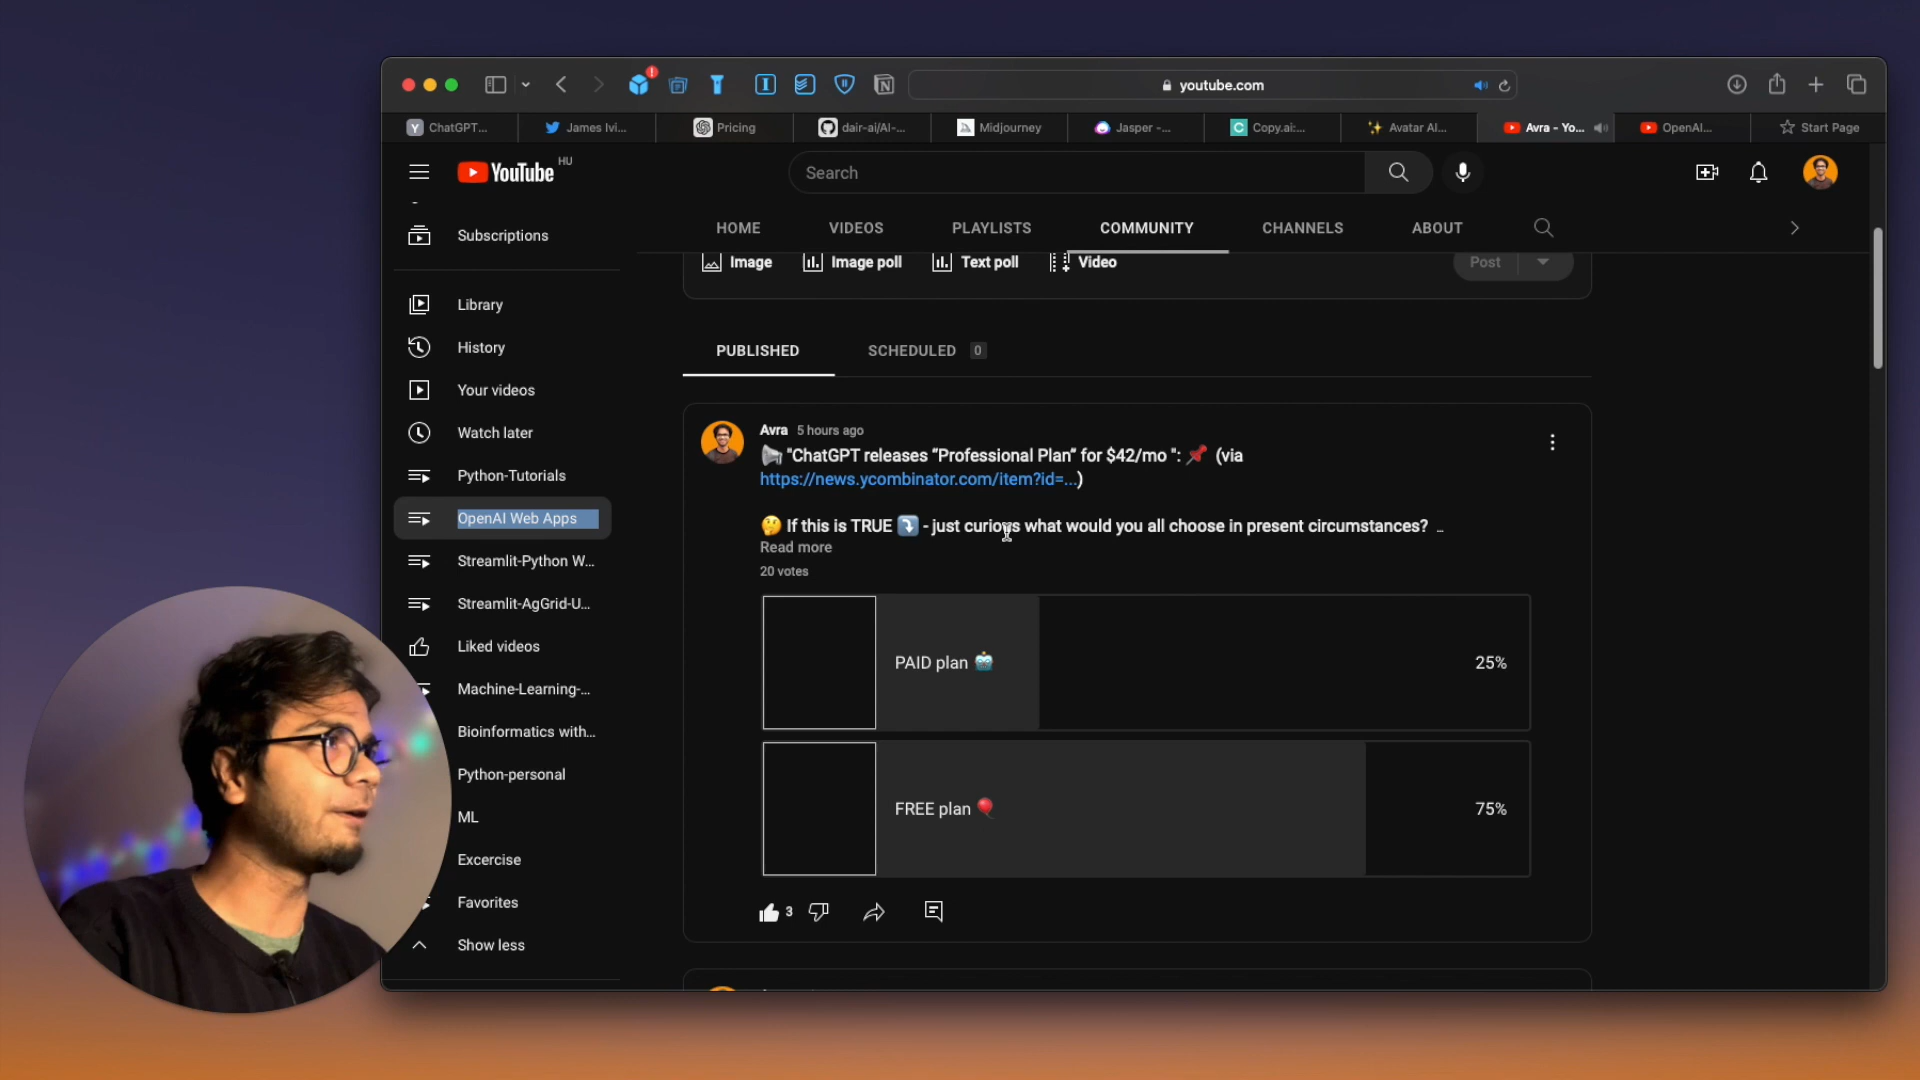 youtube.com
ChatGPT...
James Ivi...
Pricing
dair-ai/AI-...
Midjourney
Jasper -...
Copy.ai:...
Avatar AI...
Avra - Yo...
OpenAI...
Start Page
YouTube HU
Search
Subscriptions
HOME
VIDEOS
PLAYLISTS
COMMUNITY
CHANNELS
ABOUT
Image
Image poll
Text poll
Video
Post
Library
History
Your videos
Watch later
Python-Tutorials
OpenAI Web Apps
Streamlit-Python W...
Streamlit-AgGrid-U...
Liked videos
Machine-Learning-...
Bioinformatics with...
Python-personal
ML
Excercise
Favorites
Show less
PUBLISHED
SCHEDULED 0
Avra 5 hours ago
📢 "ChatGPT releases “Professional Plan” for $42/mo ": 📌 (via
https://news.ycombinator.com/item?id=...)
🤔 If this is TRUE ⤵️ - just curioys what would you all choose in present circumstances? ...
Read more
20 votes
PAID plan 🤖 25%
FREE plan 🎈 75%
3